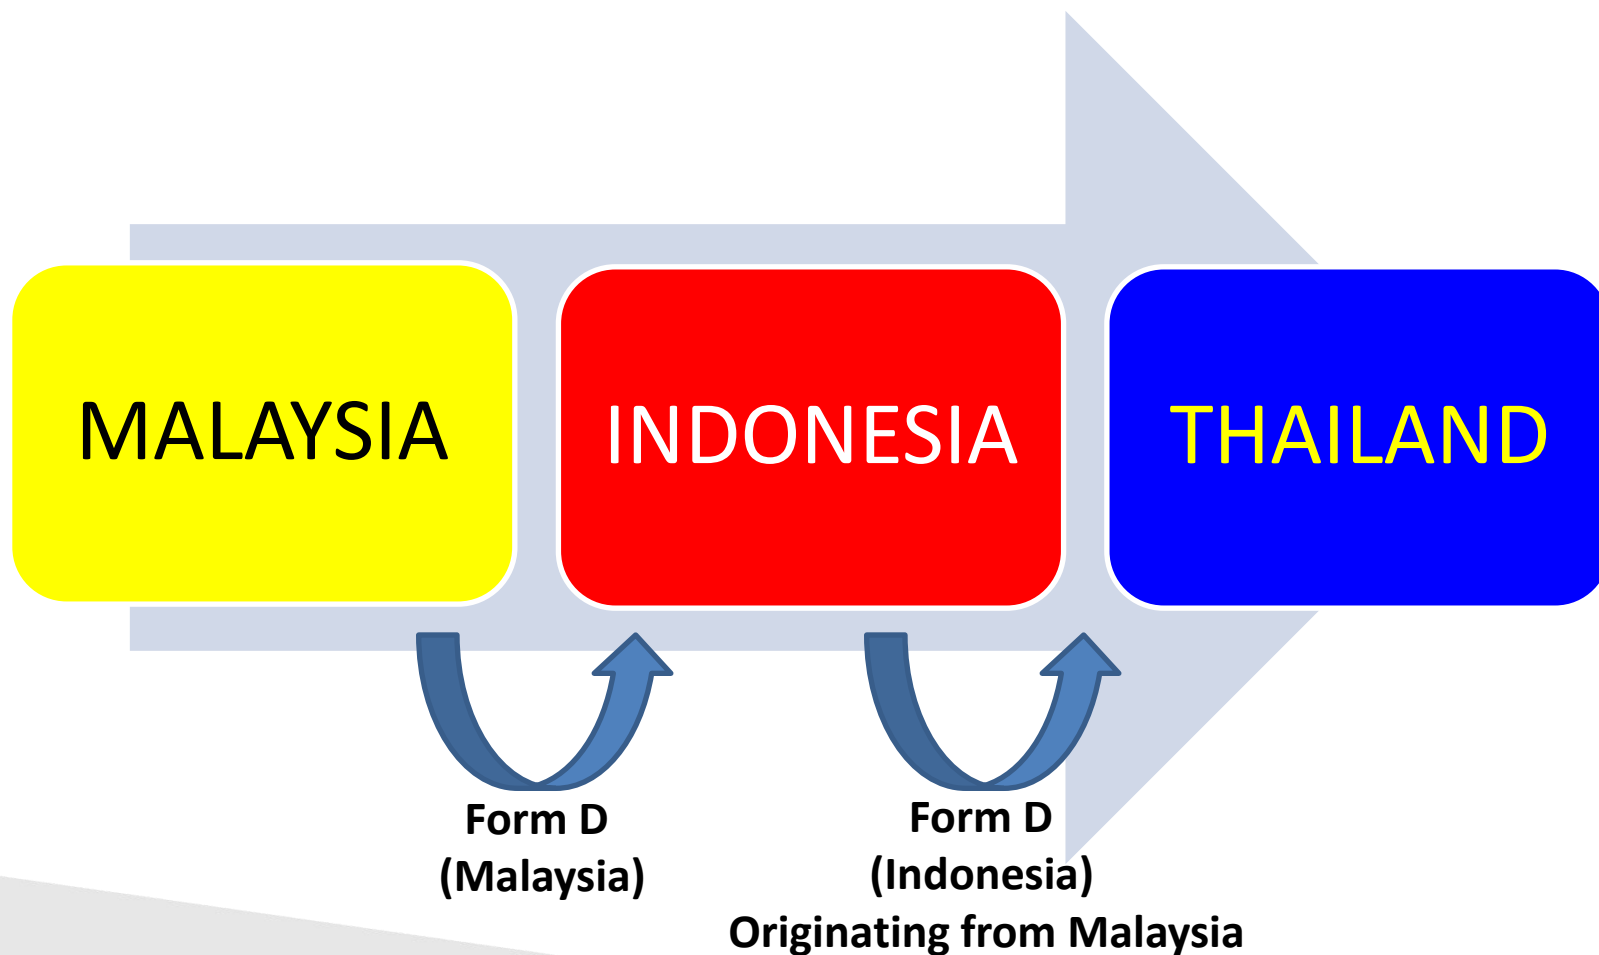 MALAYSIA
INDONESIA
THAILAND
Form D
(Malaysia)
Form D
(Indonesia)
Originating from Malaysia